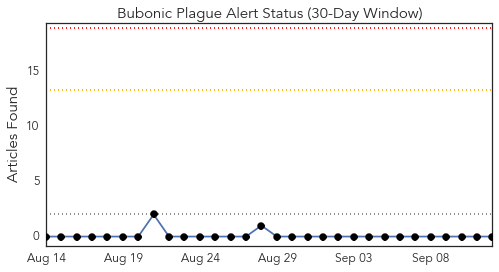 Bubonic Plague Alert Status (30-Day Window)
Articles Found
15
10
5
0
Aug 14 Aug 19 Aug 24 Aug 29 Sep 03 Sep 08